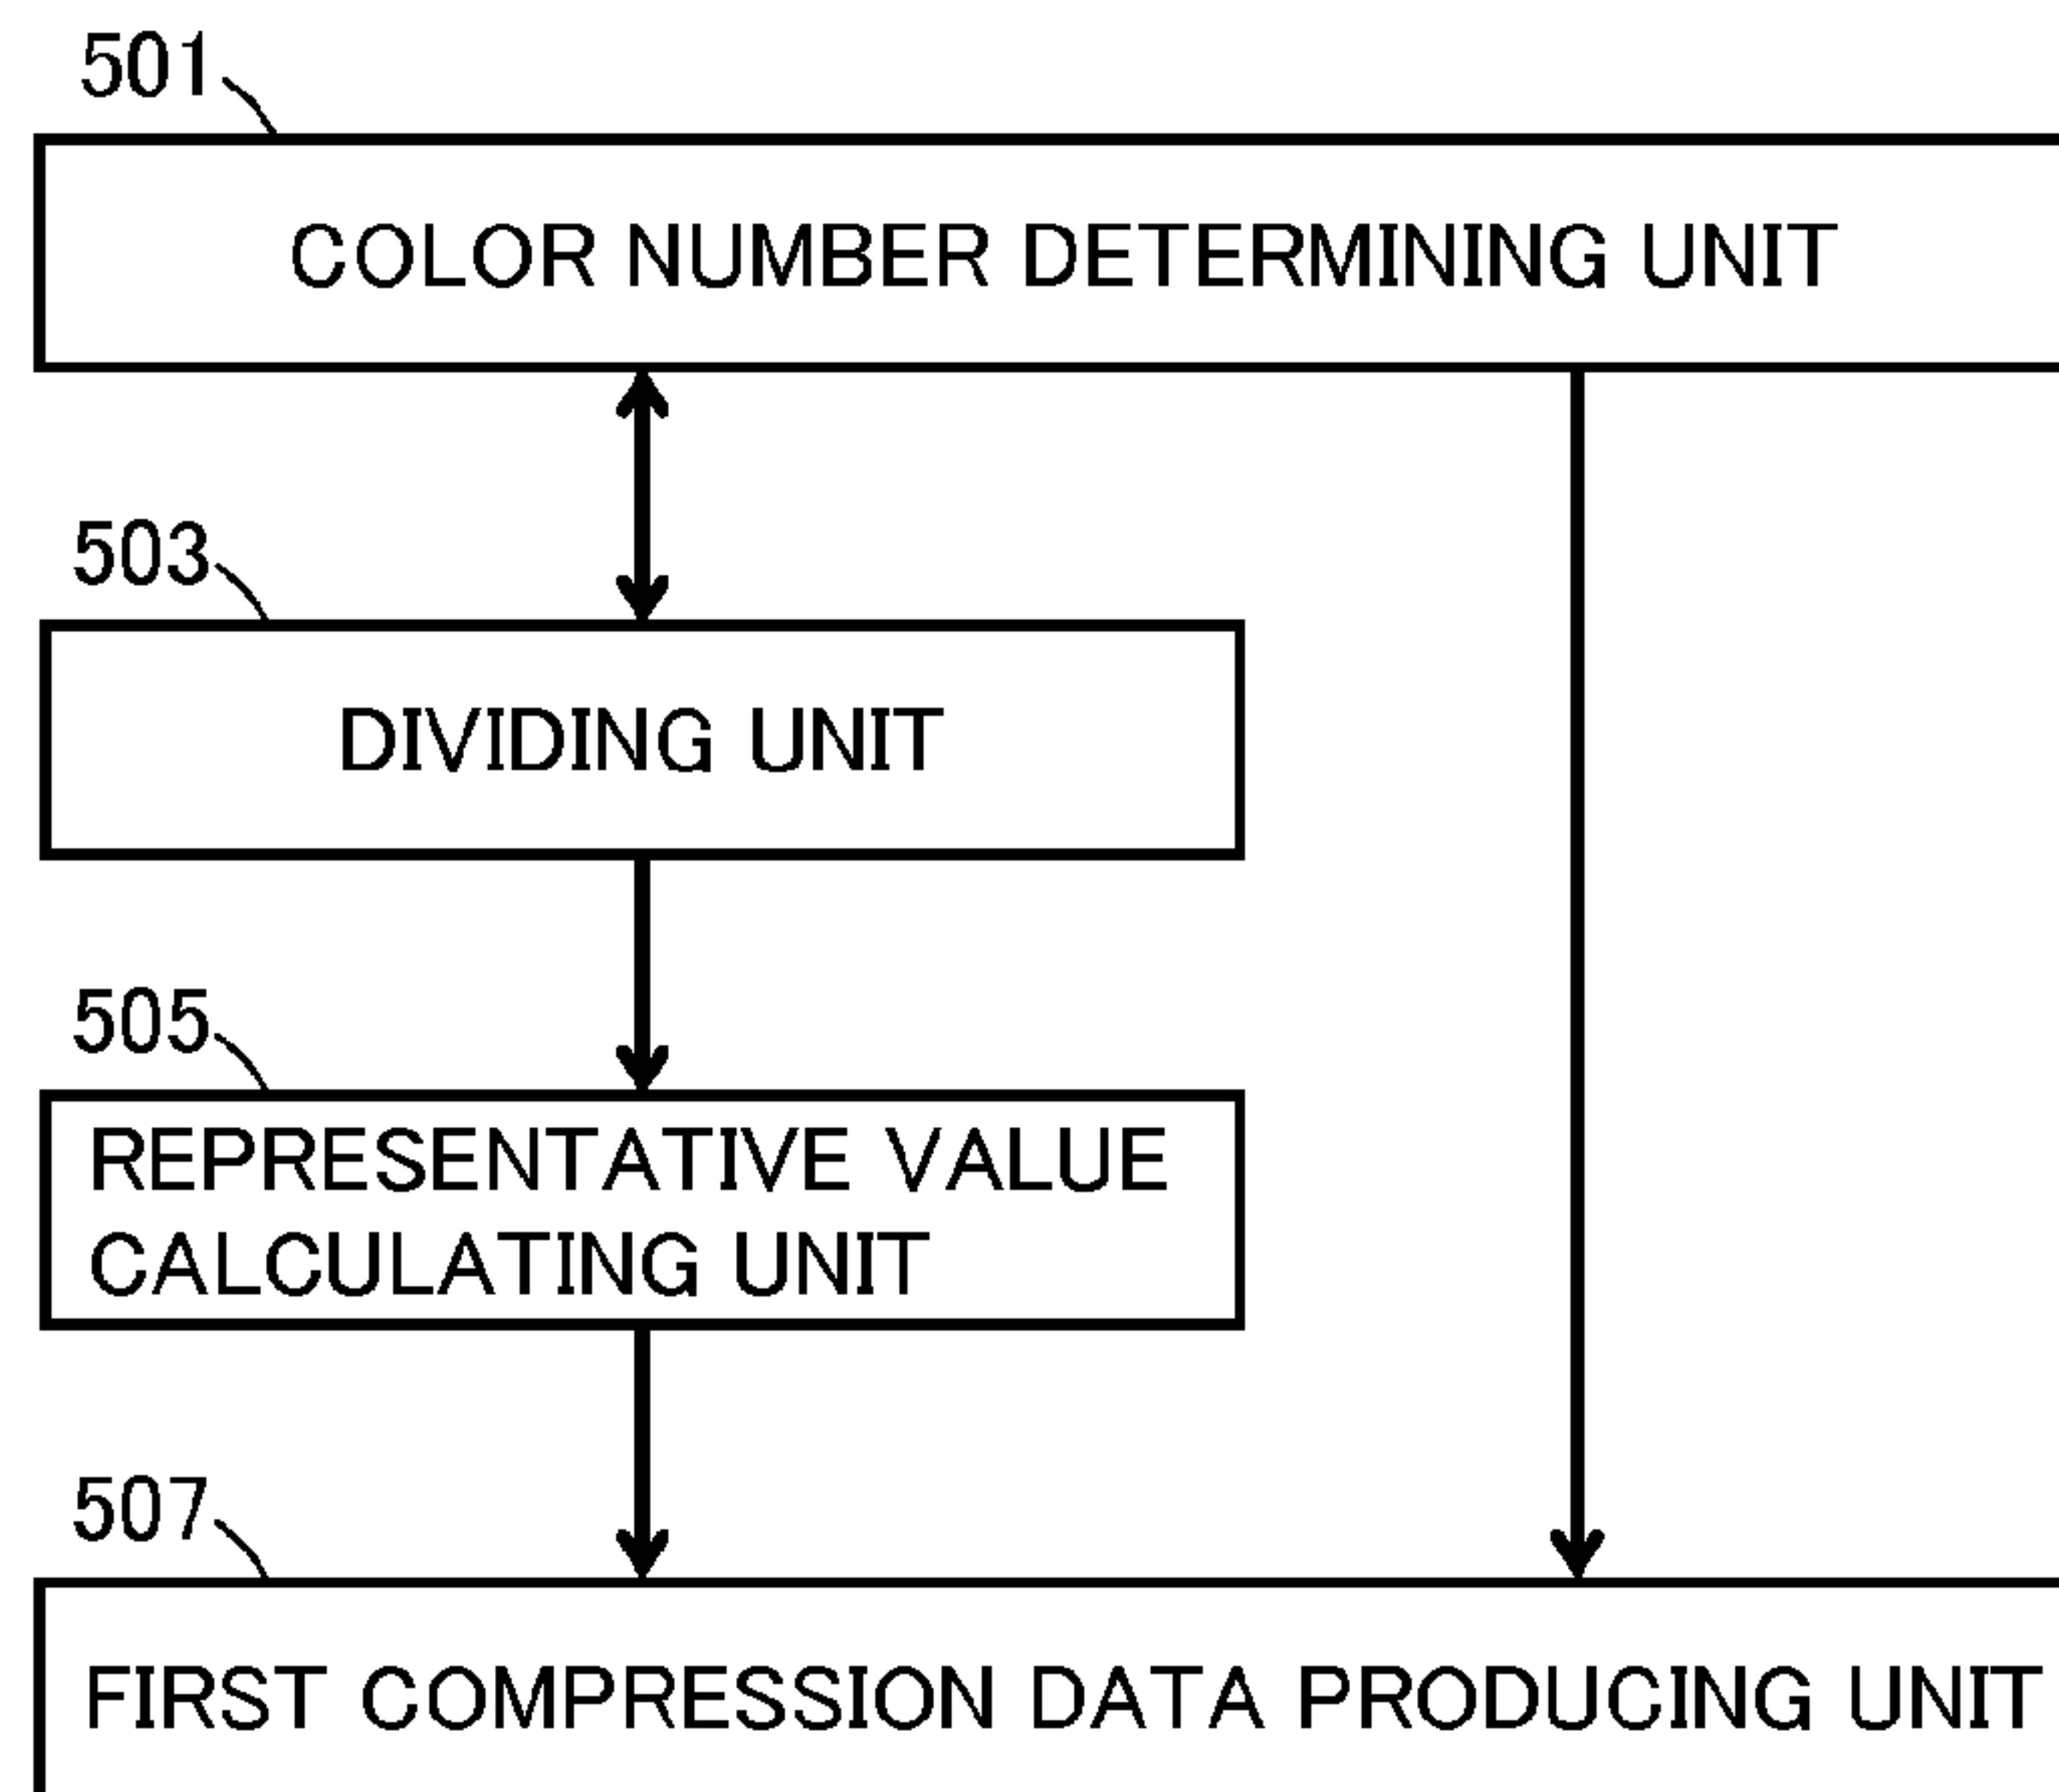 501
COLOR NUMBER DETERMINING UNIT
503
DIVIDING UNIT
505
REPRESENTATIVE VALUE
CALCULATING UNIT
507
FIRST COMPRESSION DATA PRODUCING UNIT